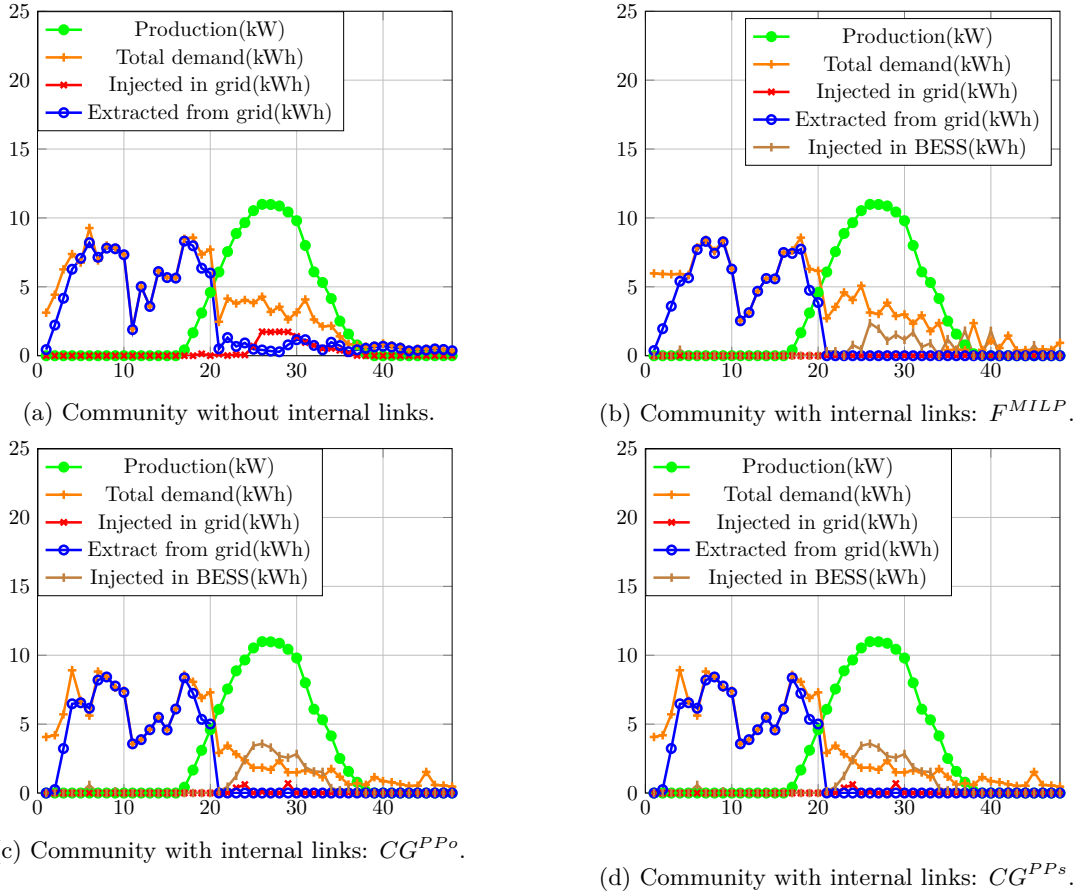 25
20
15
10
5
0
0 10 20 30 40
Production(kW)
Total demand(kWh)
Injected in grid(kWh)
Extracted from grid(kWh)
(a) Community without internal links.
25
20
15
10
5
0
0 10 20 30 40
Production(kW)
Total demand(kWh)
Injected in grid(kWh)
Extracted from grid(kWh)
Injected in BESS(kWh)
(b) Community with internal links: F^{MILP}.
25
20
15
10
5
0
0 10 20 30 40
Production(kW)
Total demand(kWh)
Injected in grid(kWh)
Extract from grid(kWh)
Injected in BESS(kWh)
c) Community with internal links: CG^{PPo}.
25
20
15
10
5
0
0 10 20 30 40
Production(kW)
Total demand(kWh)
Injected in grid(kWh)
Extracted from grid(kWh)
Injected in BESS(kWh)
(d) Community with internal links: CG^{PPs}.